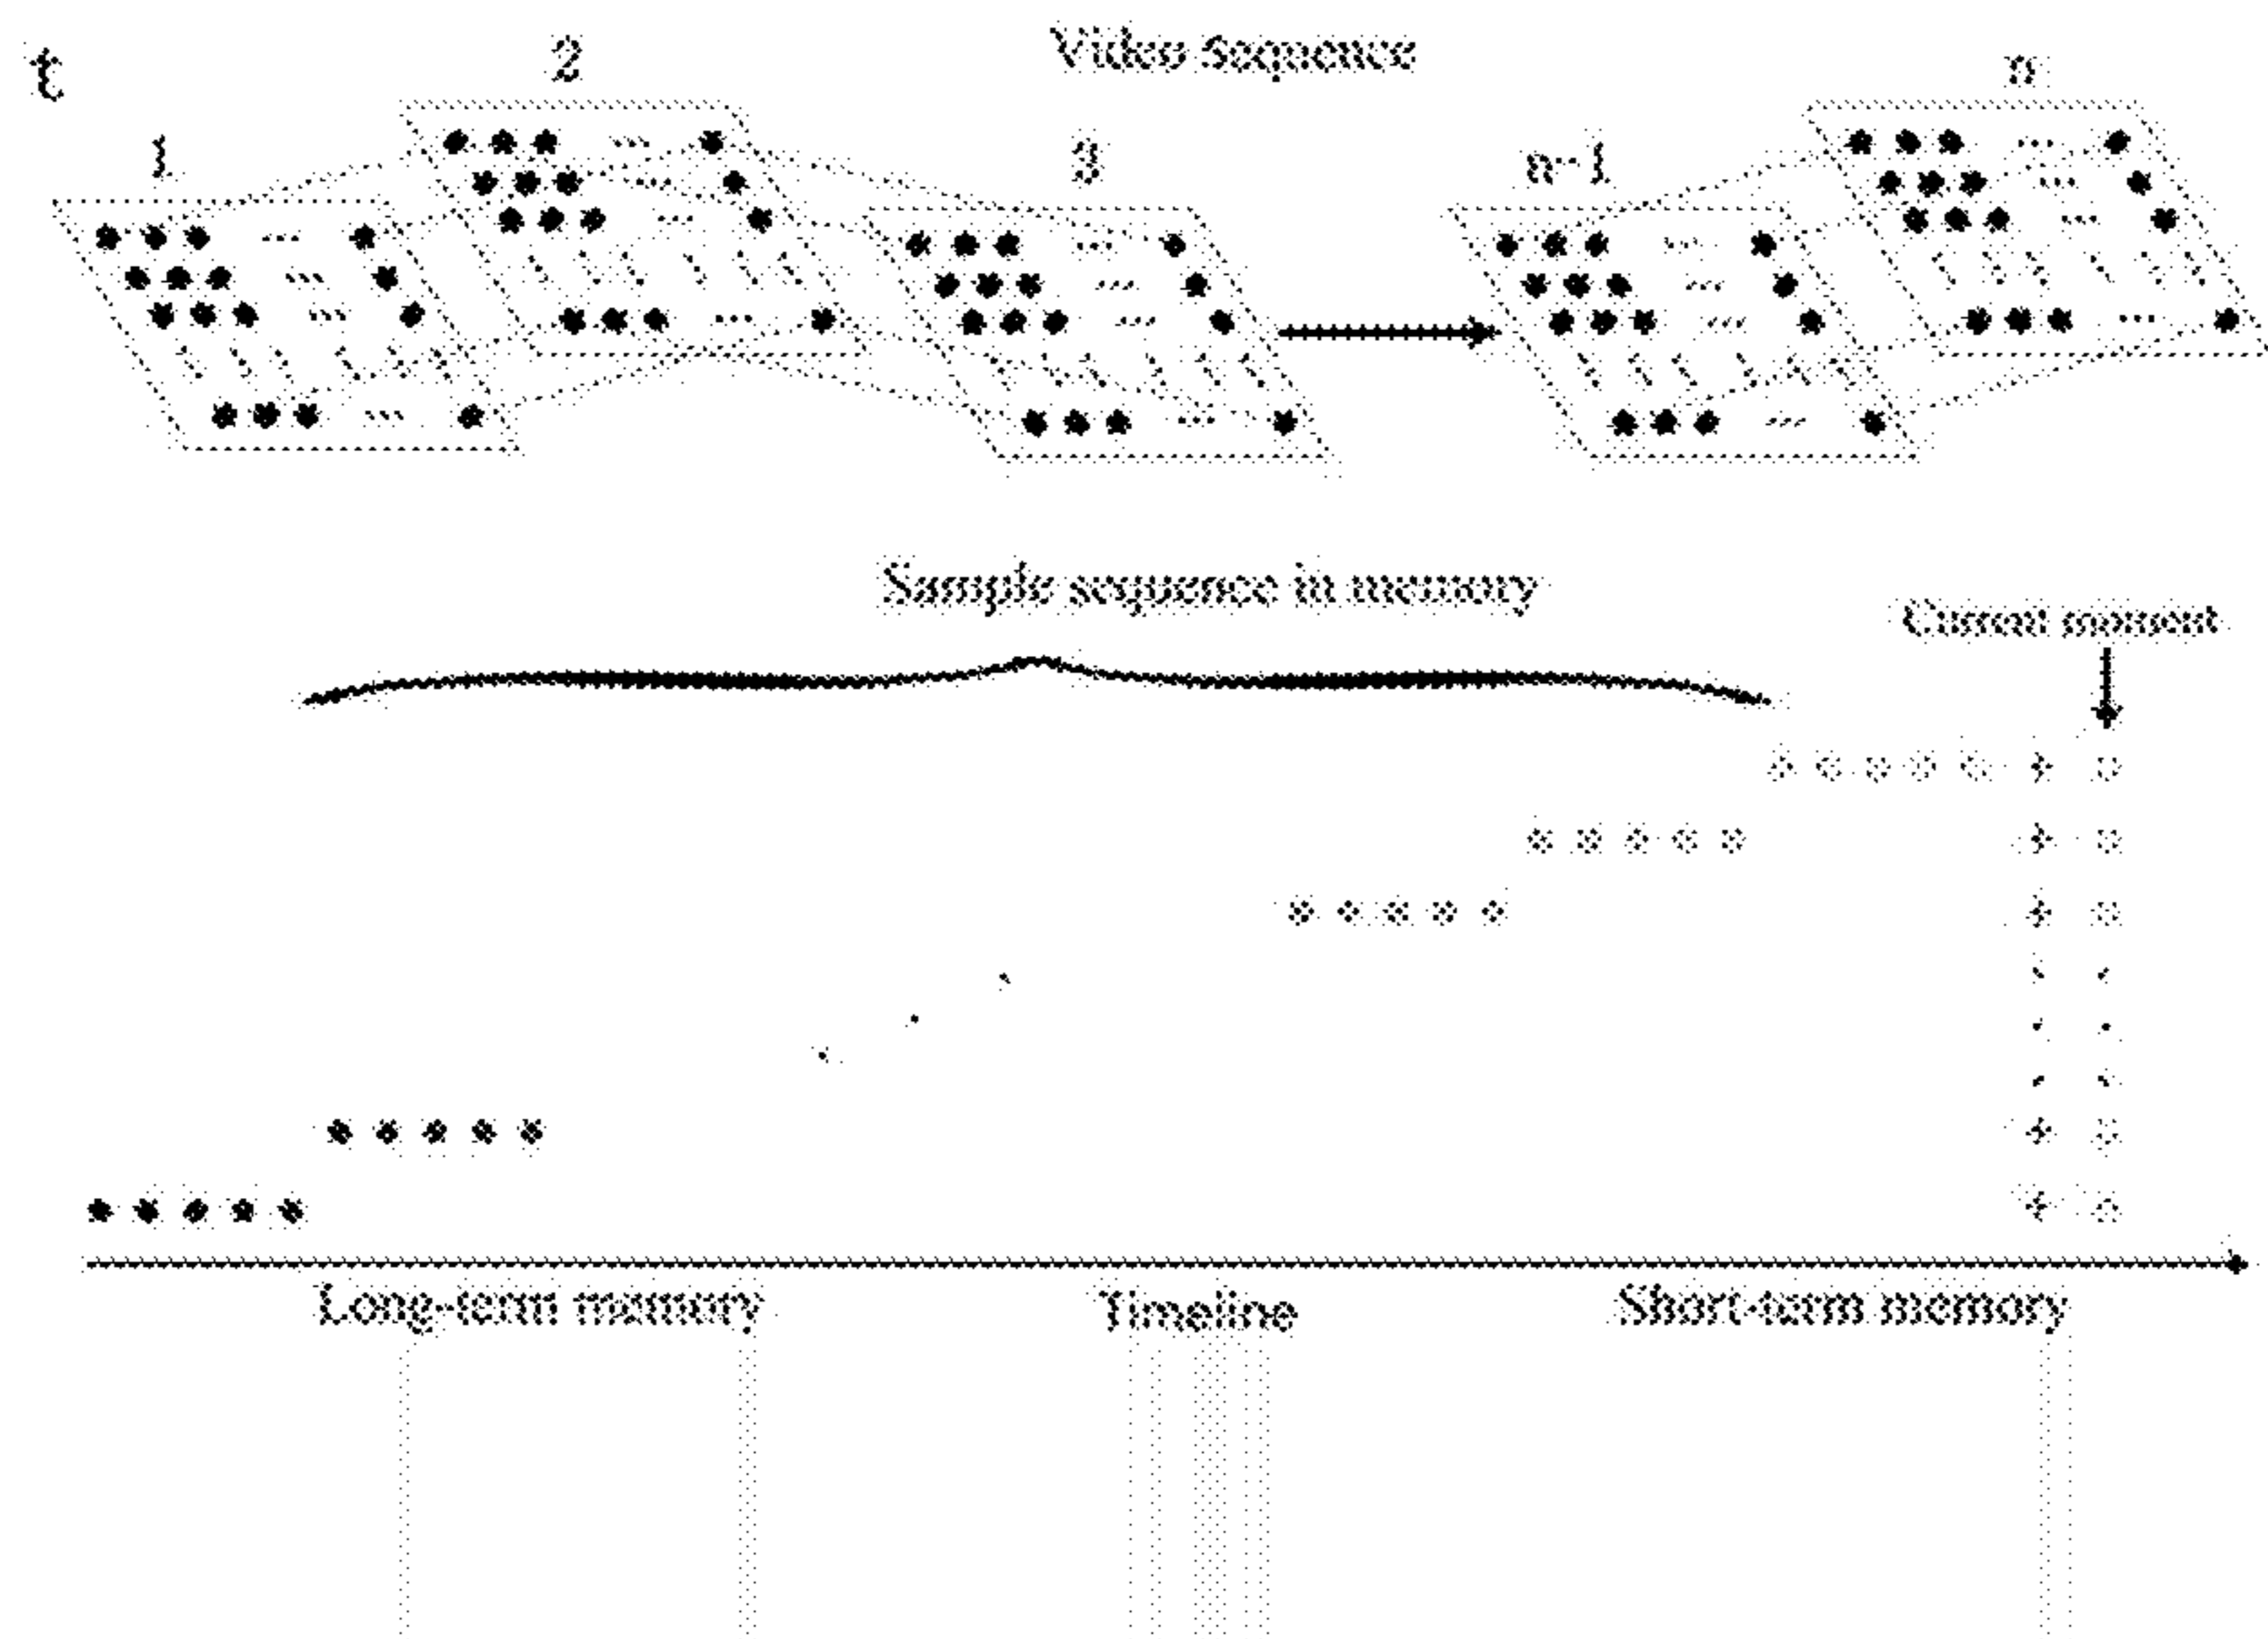 Video sequence
t
1
2
3
n-1
n
Sample sequence in memory
Current moment
Long-term memory
Timeline
Short-term memory